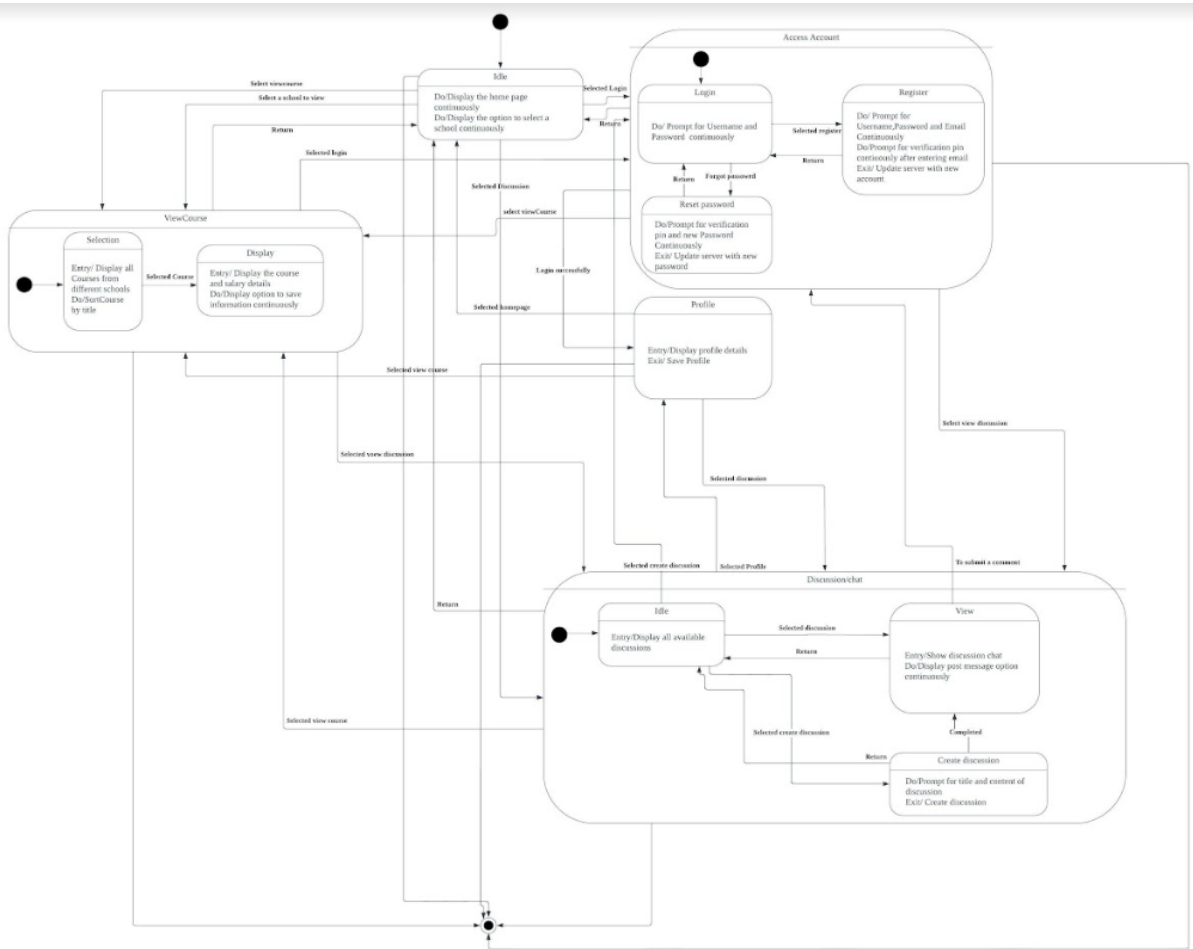 Access Account
Idle
Do/Display the home page
continuously
Do/Display the option to select a
school continuously
Select viewcourse
Select a school to view
Return
Selected login
Selected Login
Return
Login
Do/ Prompt for Username and
Password continuously
Selected register
Return
Register
Do/ Prompt for
Username,Password and Email
Continuously
Do/Prompt for verification pin
Exit/ Update server with new
account
Return
Forgot password
Reset password
Do/Prompt for verification
pin and new Password
Continuously
Exit/ Update server with new
password
Selected Discussion
select viewCourse
Login successfully
ViewCourse
Selection
Entry/ Display all
Courses from
different schools
Do/SortCourse
by title
Selected Course
Display
Entry/ Display the course
and salary details
Do/Display option to save
information continuously
Selected homepage
Profile
Entry/Display profile details
Exit/ Save Profile
Selected view course
Select view discussion
Selected view discussion
Selected discussion
Selected create discussion
Selected Profile
To submit a comment
Discussion/chat
Return
Idle
Entry/Display all available
discussions
Selected discussion
Return
View
Entry/Show discussion chat
Do/Display post message option
continuously
Selected view course
Selected create discussion
Completed
Return
Create discussion
Do/Prompt for title and content of
discussion
Exit/ Create discussion